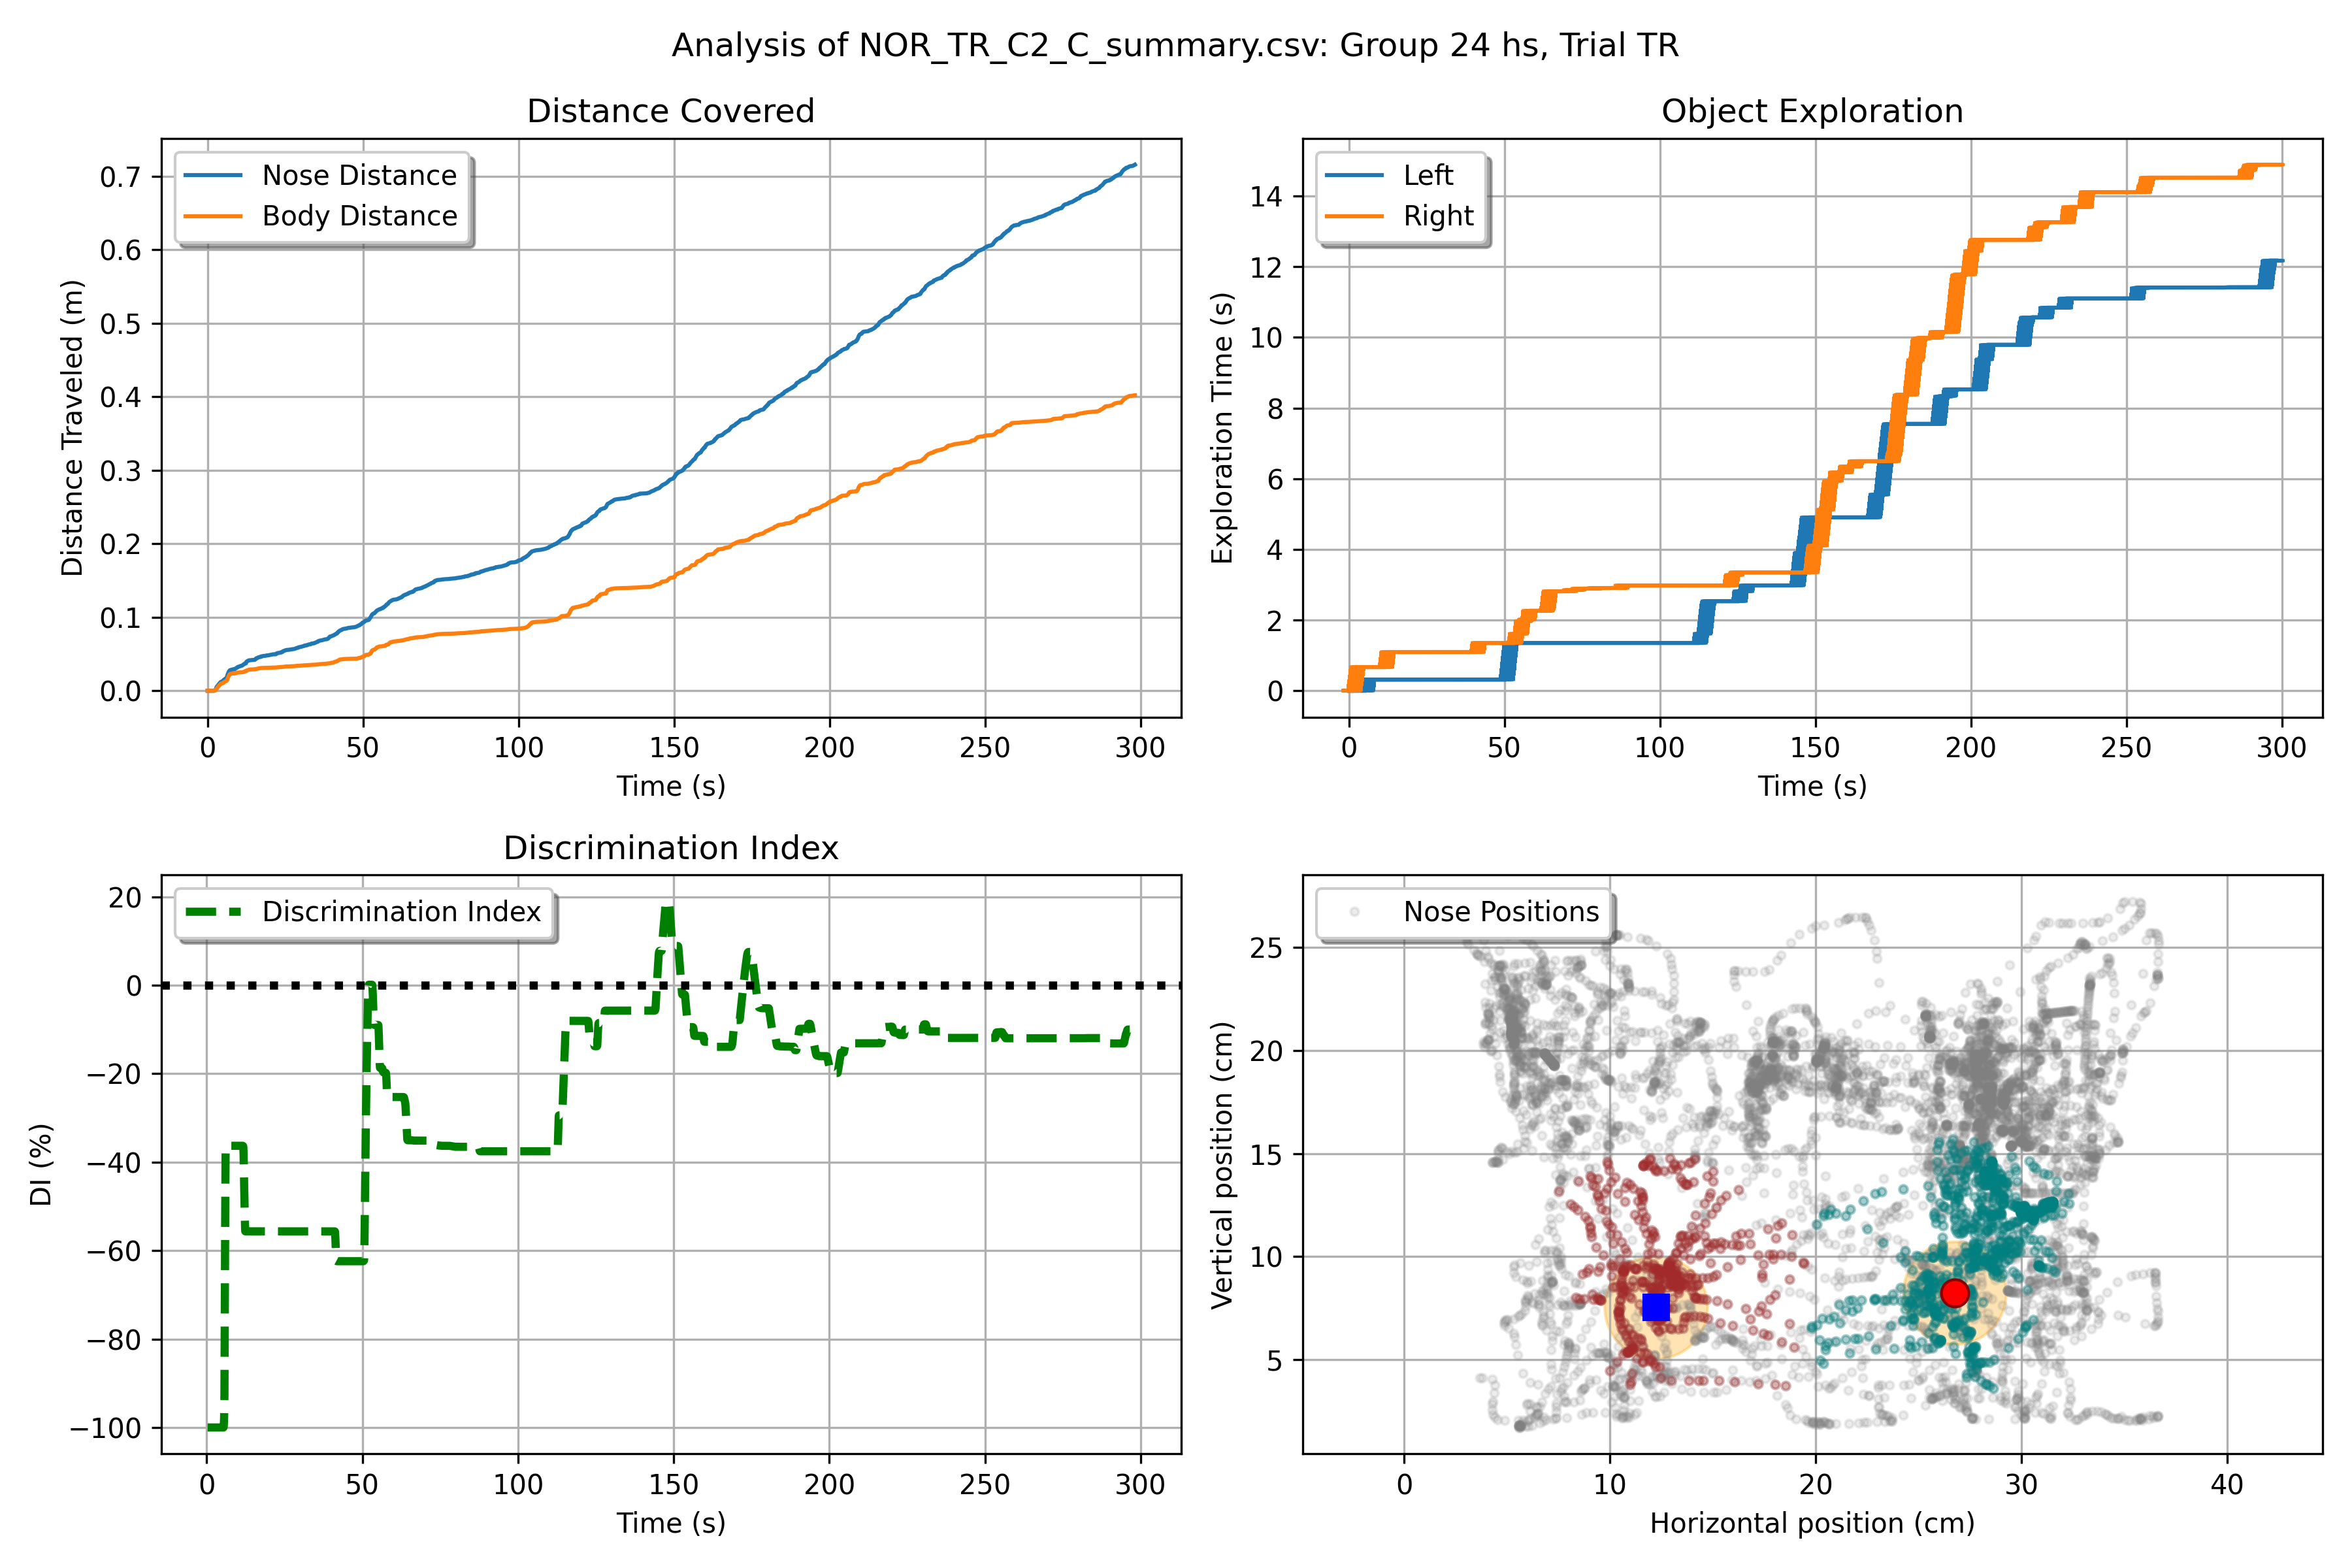 Analysis of NOR_TR_C2_C_summary.csv: Group 24 hs, Trial TR
Distance Covered
Nose Distance
Body Distance
Distance Traveled (m)
0.7
0.6
0.5
0.4
0.3
0.2
0.1
0.0
0 50 100 150 200 250 300
Time (s)
Object Exploration
Left
Right
Exploration Time (s)
14
12
10
8
6
4
2
0
0 50 100 150 200 250 300
Time (s)
Discrimination Index
Discrimination Index
DI (%)
20
0
−20
−40
−60
−80
−100
0 50 100 150 200 250 300
Time (s)
Nose Positions
Vertical position (cm)
25
20
15
10
5
0 10 20 30 40
Horizontal position (cm)